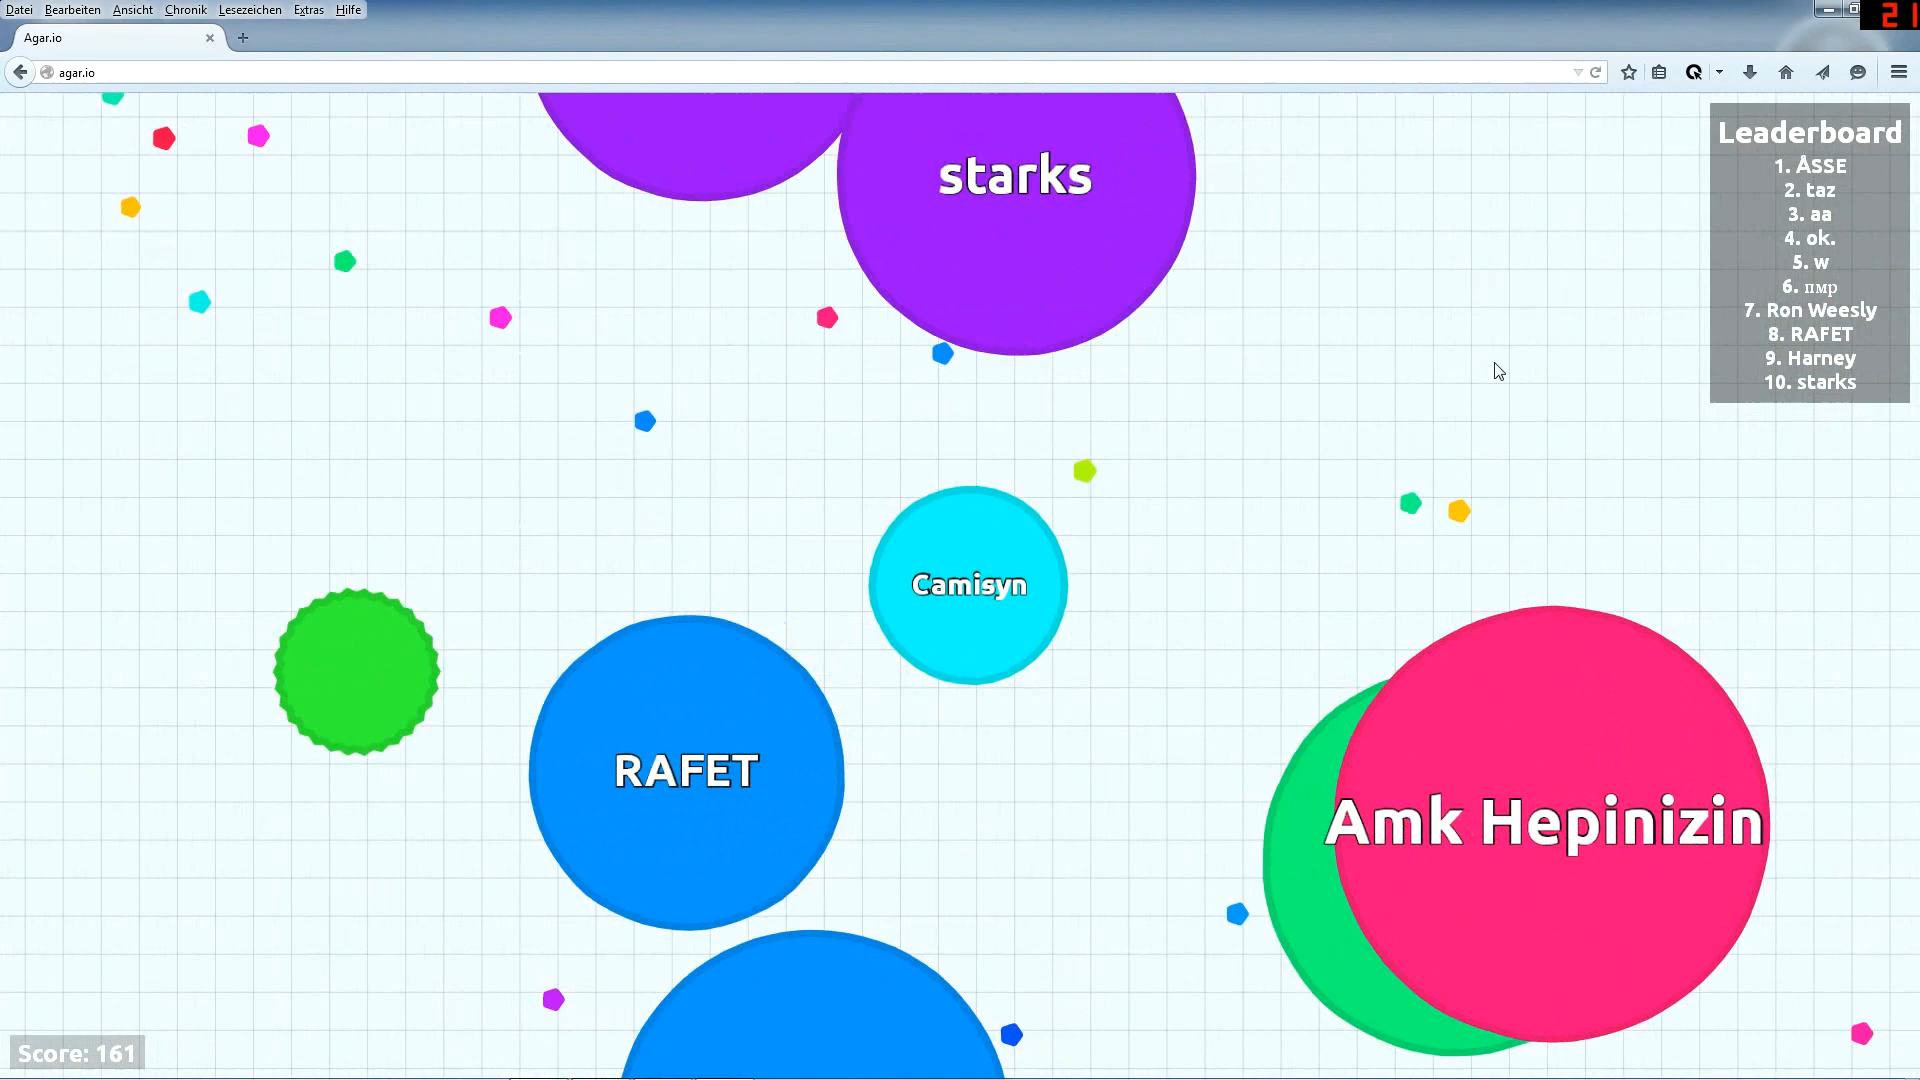 Datei Bearbeiten Ansicht Chronik Lesezeichen Extras Hilfe
21
Agar.io
agar.io
starks
Leaderboard
1. ÅSSE
2. taz
3. aa
4. ok.
5. w
6. пмр
7. Ron Weesly
8. RAFET
9. Harney
10. starks
Camisyn
RAFET
Amk Hepinizin
Score: 161